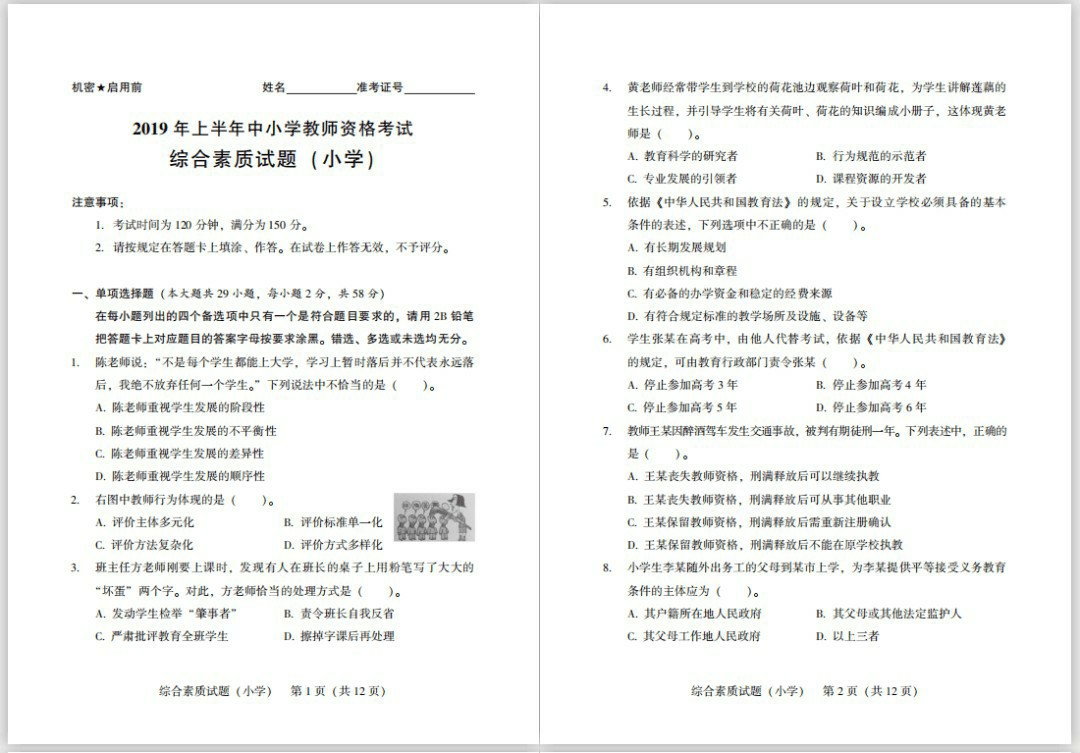 机密★启用前 姓名__________准考证号__________
2019 年上半年中小学教师资格考试
综合素质试题（小学）
注意事项：
1. 考试时间为 120 分钟，满分为 150 分。
2. 请按规定在答题卡上填涂、作答。在试卷上作答无效，不予评分。
一、单项选择题（本大题共 29 小题，每小题 2 分，共 58 分）
在每小题列出的四个备选项中只有一个是符合题目要求的，请用 2B 铅笔
把答题卡上对应题目的答案字母按要求涂黑。错选、多选或未选均无分。
1. 陈老师说：“不是每个学生都能上大学，学习上暂时落后并不代表永远落
后，我绝不放弃任何一个学生。”下列说法中不恰当的是（ ）。
A. 陈老师重视学生发展的阶段性
B. 陈老师重视学生发展的不平衡性
C. 陈老师重视学生发展的差异性
D. 陈老师重视学生发展的顺序性
2. 右图中教师行为体现的是（ ）。
A. 评价主体多元化 B. 评价标准单一化
C. 评价方法复杂化 D. 评价方式多样化
3. 班主任方老师刚要上课时，发现有人在班长的桌子上用粉笔写了大大的
“坏蛋”两个字。对此，方老师恰当的处理方式是（ ）。
A. 发动学生检举“肇事者” B. 责令班长自我反省
C. 严肃批评教育全班学生 D. 擦掉字课后再处理
综合素质试题（小学） 第 1 页（共 12 页）
4. 黄老师经常带学生到学校的荷花池边观察荷叶和荷花，为学生讲解莲藕的
生长过程，并引导学生将有关荷叶、荷花的知识编成小册子，这体现黄老
师是（ ）。
A. 教育科学的研究者 B. 行为规范的示范者
C. 专业发展的引领者 D. 课程资源的开发者
5. 依据《中华人民共和国教育法》的规定，关于设立学校必须具备的基本
条件的表述，下列选项中不正确的是（ ）。
A. 有长期发展规划
B. 有组织机构和章程
C. 有必备的办学资金和稳定的经费来源
D. 有符合规定标准的教学场所及设施、设备等
6. 学生张某在高考中，由他人代替考试，依据《中华人民共和国教育法》
的规定，可由教育行政部门责令张某（ ）。
A. 停止参加高考 3 年 B. 停止参加高考 4 年
C. 停止参加高考 5 年 D. 停止参加高考 6 年
7. 教师王某因醉酒驾车发生交通事故，被判有期徒刑一年。下列表述中，正确的
是（ ）。
A. 王某丧失教师资格，刑满释放后可以继续执教
B. 王某丧失教师资格，刑满释放后可从事其他职业
C. 王某保留教师资格，刑满释放后需重新注册确认
D. 王某保留教师资格，刑满释放后不能在原学校执教
8. 小学生李某随外出务工的父母到某市上学，为李某提供平等接受义务教育
条件的主体应为（ ）。
A. 其户籍所在地人民政府 B. 其父母或其他法定监护人
C. 其父母工作地人民政府 D. 以上三者
综合素质试题（小学） 第 2 页（共 12 页）